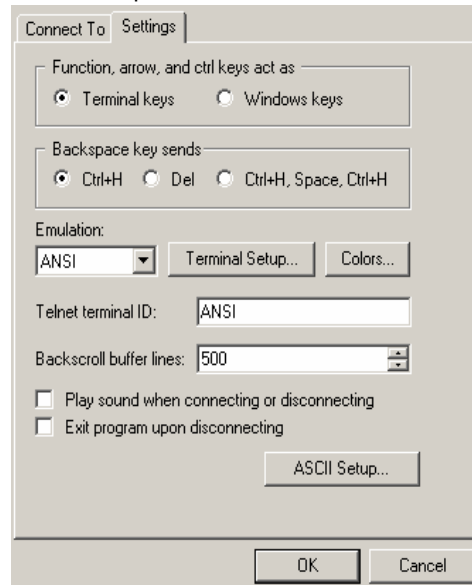 Connect To Settings
Function, arrow, and ctrl keys act as
Terminal keys Windows keys
Backspace key sends
Ctrl+H Del Ctrl+H, Space, Ctrl+H
Emulation:
ANSI Terminal Setup... Colors...
Telnet terminal ID: ANSI
Backscroll buffer lines: 500
Play sound when connecting or disconnecting
Exit program upon disconnecting
ASCII Setup...
OK Cancel